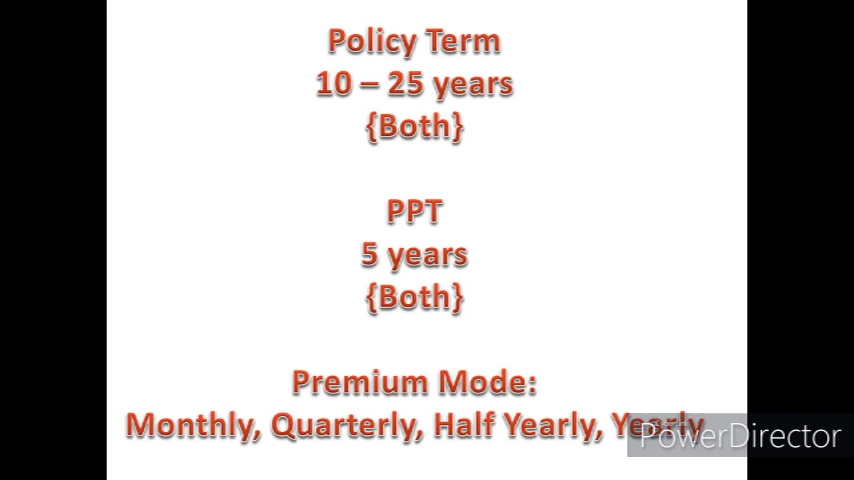 Policy Term
10 – 25 years
{Both}
PPT
5 years
{Both}
Premium Mode:
Monthly, Quarterly, Half Yearly, Yearly
PowerDirector